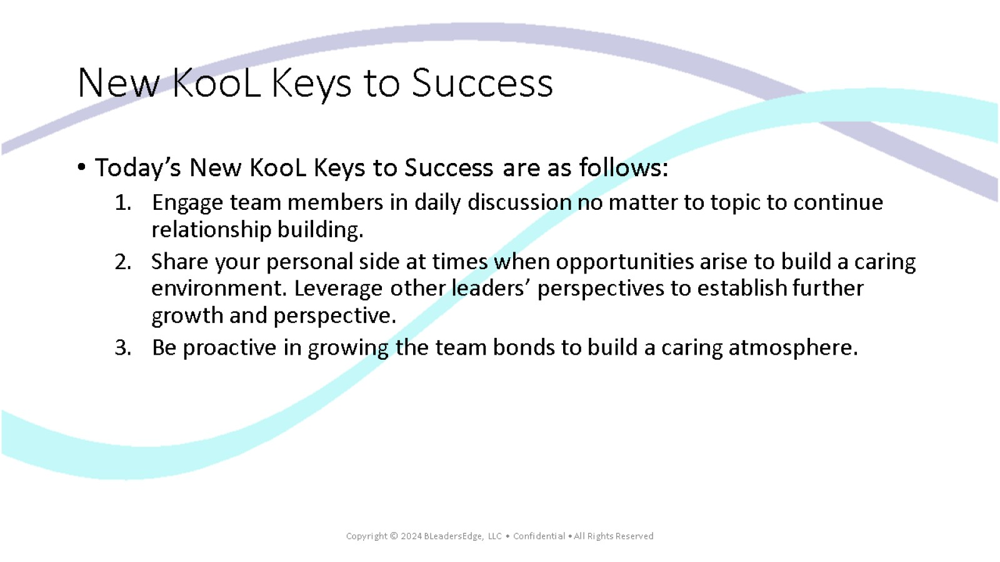 New KooL Keys to Success
• Today’s New KooL Keys to Success are as follows:
1. Engage team members in daily discussion no matter to topic to continue
relationship building.
2. Share your personal side at times when opportunities arise to build a caring
environment. Leverage other leaders’ perspectives to establish further
growth and perspective.
3. Be proactive in growing the team bonds to build a caring atmosphere.
Copyright © 2024 BLeadersEdge, LLC • Confidential • All Rights Reserved